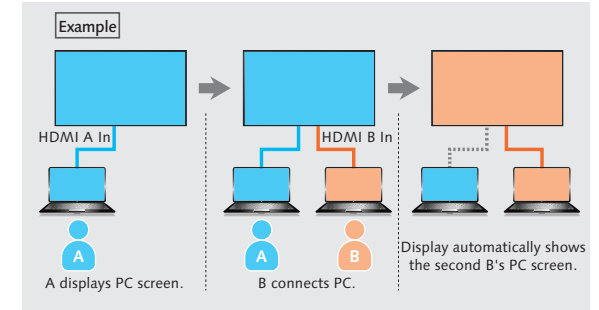 Example
HDMI A In
HDMI B In
A
A
B
A displays PC screen.
B connects PC.
Display automatically shows
the second B's PC screen.